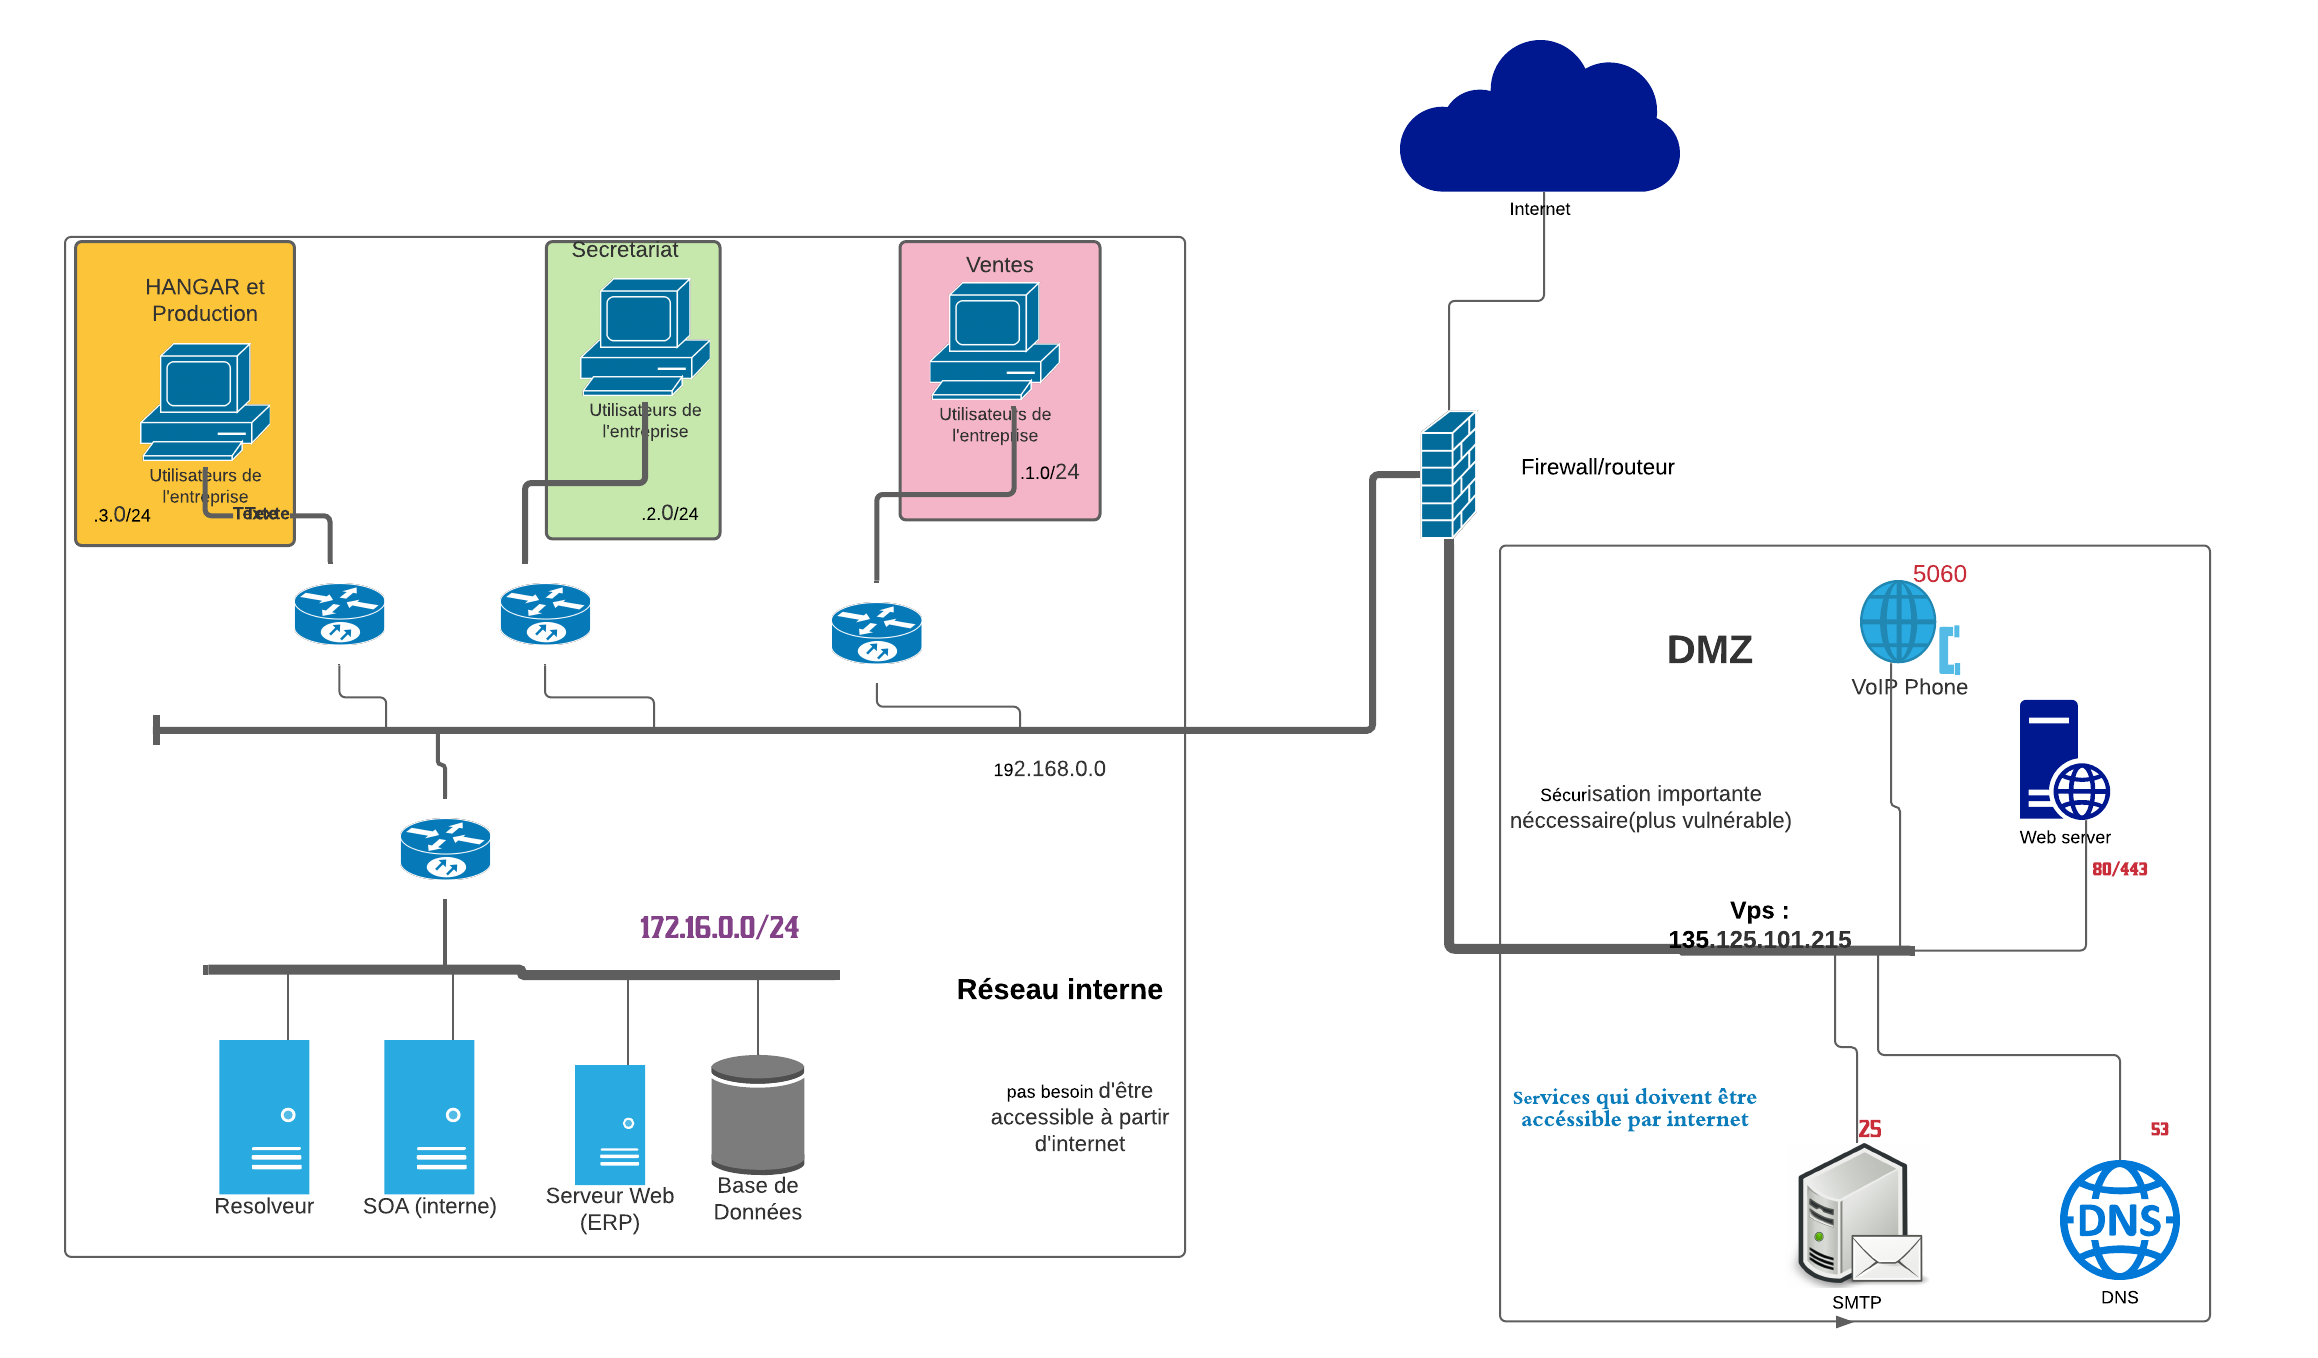 Internet
Secretariat
Ventes
HANGAR et
Production
Utilisateurs de
l'entreprise
Utilisateurs de
l'entreprise
.1.0/24
Firewall/routeur
Utilisateurs de
l'entreprise
.3.0/24
Texte
Texte
.2.0/24
5060
DMZ
VoIP Phone
192.168.0.0
Sécurisation importante
néccessaire(plus vulnérable)
Web server
80/443
172.16.0.0/24
Vps :
135.125.101.215
Réseau interne
pas besoin d'être
accessible à partir
d'internet
Services qui doivent être
accéssible par internet
25
53
Resolveur
SOA (interne)
Serveur Web
(ERP)
Base de
Données
DNS
SMTP
DNS